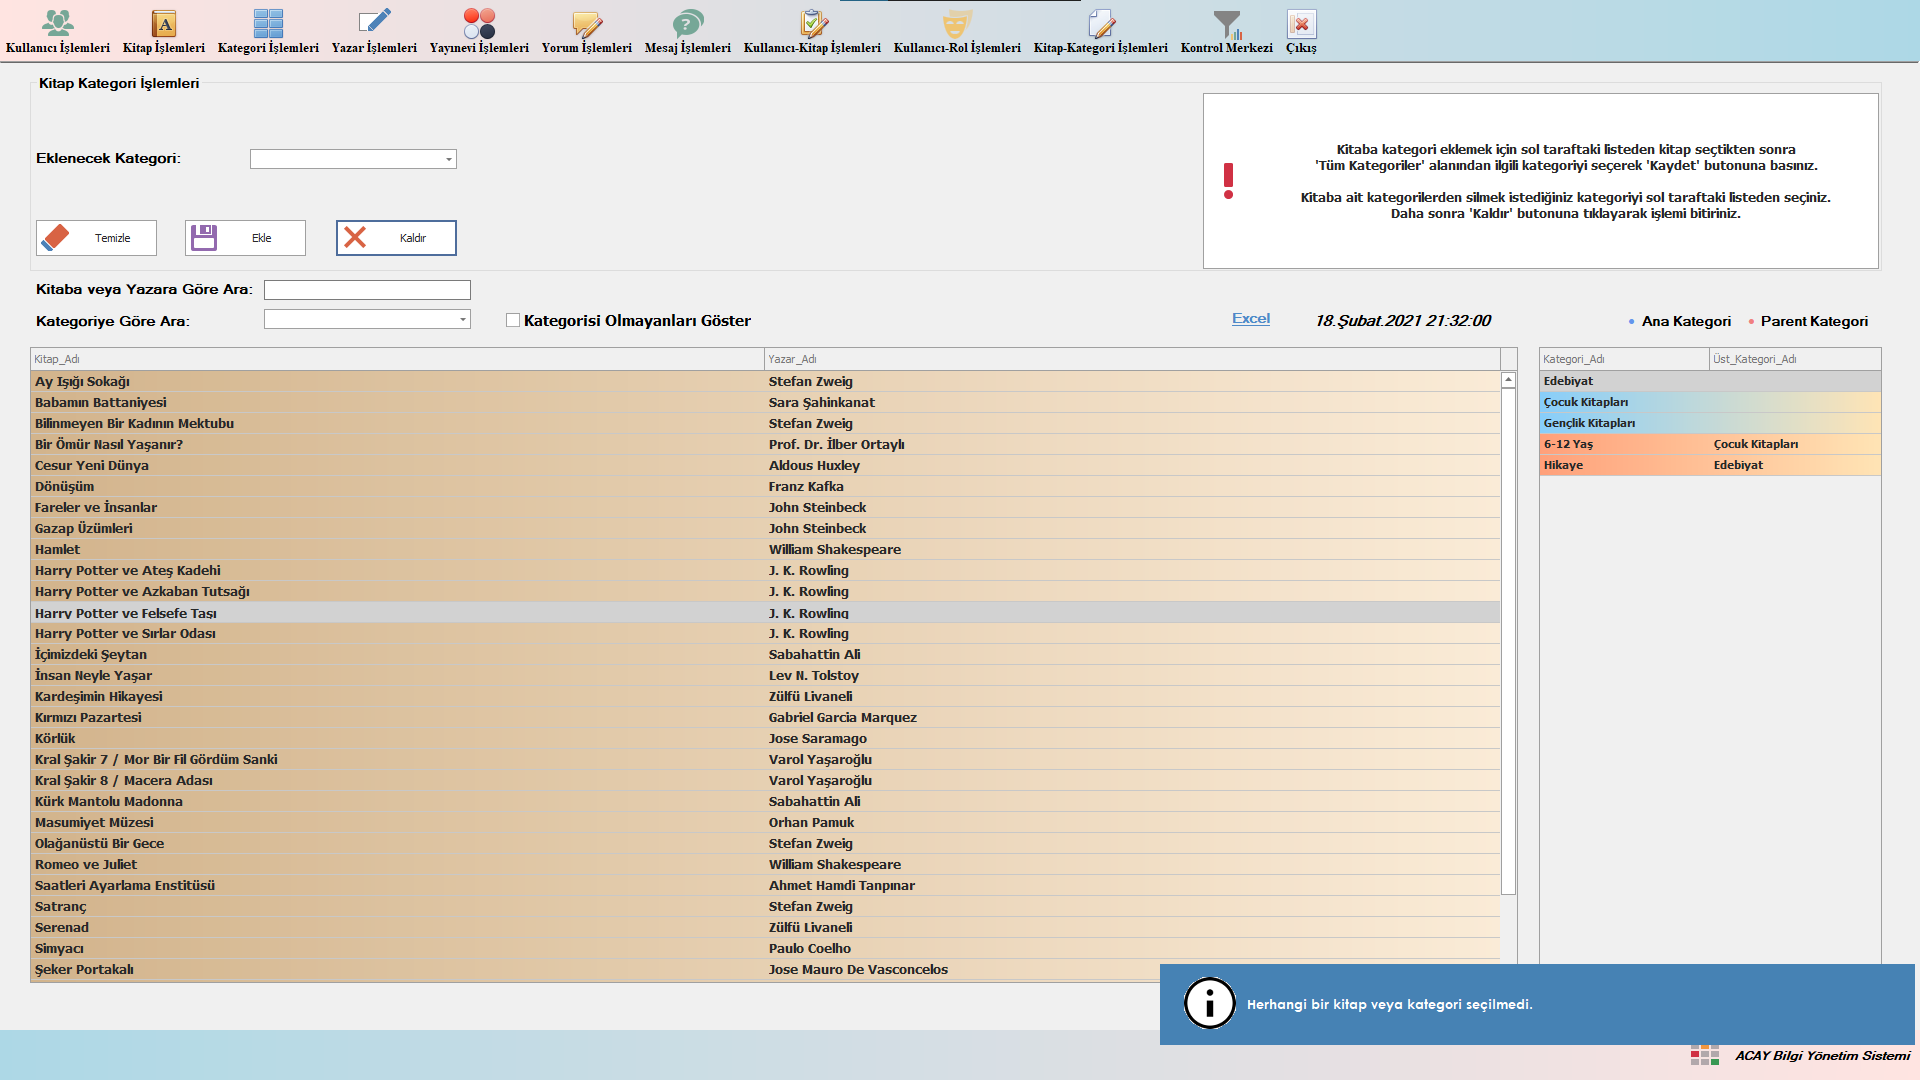 Kullanıcı İşlemleri Kitap İşlemleri Kategori İşlemleri Yazar İşlemleri Yayınevi İşlemleri Yorum İşlemleri Mesaj İşlemleri Kullanıcı-Kitap İşlemleri Kullanıcı-Rol İşlemleri Kitap-Kategori İşlemleri Kontrol Merkezi Çıkış
Kitap Kategori İşlemleri
Eklenecek Kategori:
Temizle Ekle Kaldır
Kitaba kategori eklemek için sol taraftaki listeden kitap seçtikten sonra
'Tüm Kategoriler' alanından ilgili kategoriyi seçerek 'Kaydet' butonuna basınız.
Kitaba ait kategorilerden silmek istediğiniz kategoriyi sol taraftaki listeden seçiniz.
Daha sonra 'Kaldır' butonuna tıklayarak işlemi bitiriniz.
Kitaba veya Yazara Göre Ara:
Kategoriye Göre Ara:
Kategorisi Olmayanları Göster
Excel
18.Şubat.2021 21:32:00
Ana Kategori
Parent Kategori
Kitap_Adı Yazar_Adı
Ay Işığı Sokağı Stefan Zweig
Babamın Battaniyesi Sara Şahinkanat
Bilinmeyen Bir Kadının Mektubu Stefan Zweig
Bir Ömür Nasıl Yaşanır? Prof. Dr. İlber Ortaylı
Cesur Yeni Dünya Aldous Huxley
Dönüşüm Franz Kafka
Fareler ve İnsanlar John Steinbeck
Gazap Üzümleri John Steinbeck
Hamlet William Shakespeare
Harry Potter ve Ateş Kadehi J. K. Rowling
Harry Potter ve Azkaban Tutsağı J. K. Rowling
Harry Potter ve Felsefe Taşı J. K. Rowling
Harry Potter ve Sırlar Odası J. K. Rowling
İçimizdeki Şeytan Sabahattin Ali
İnsan Neyle Yaşar Lev N. Tolstoy
Kardeşimin Hikayesi Zülfü Livaneli
Kırmızı Pazartesi Gabriel Garcia Marquez
Körlük Jose Saramago
Kral Şakir 7 / Mor Bir Fil Gördüm Sanki Varol Yaşaroğlu
Kral Şakir 8 / Macera Adası Varol Yaşaroğlu
Kürk Mantolu Madonna Sabahattin Ali
Masumiyet Müzesi Orhan Pamuk
Olağanüstü Bir Gece Stefan Zweig
Romeo ve Juliet William Shakespeare
Saatleri Ayarlama Enstitüsü Ahmet Hamdi Tanpınar
Satranç Stefan Zweig
Serenad Zülfü Livaneli
Simyacı Paulo Coelho
Şeker Portakalı Jose Mauro De Vasconcelos
Kategori_Adı Üst_Kategori_Adı
Edebiyat
Çocuk Kitapları
Gençlik Kitapları
6-12 Yaş Çocuk Kitapları
Hikaye Edebiyat
Herhangi bir kitap veya kategori seçilmedi.
ACAY Bilgi Yönetim Sistemi